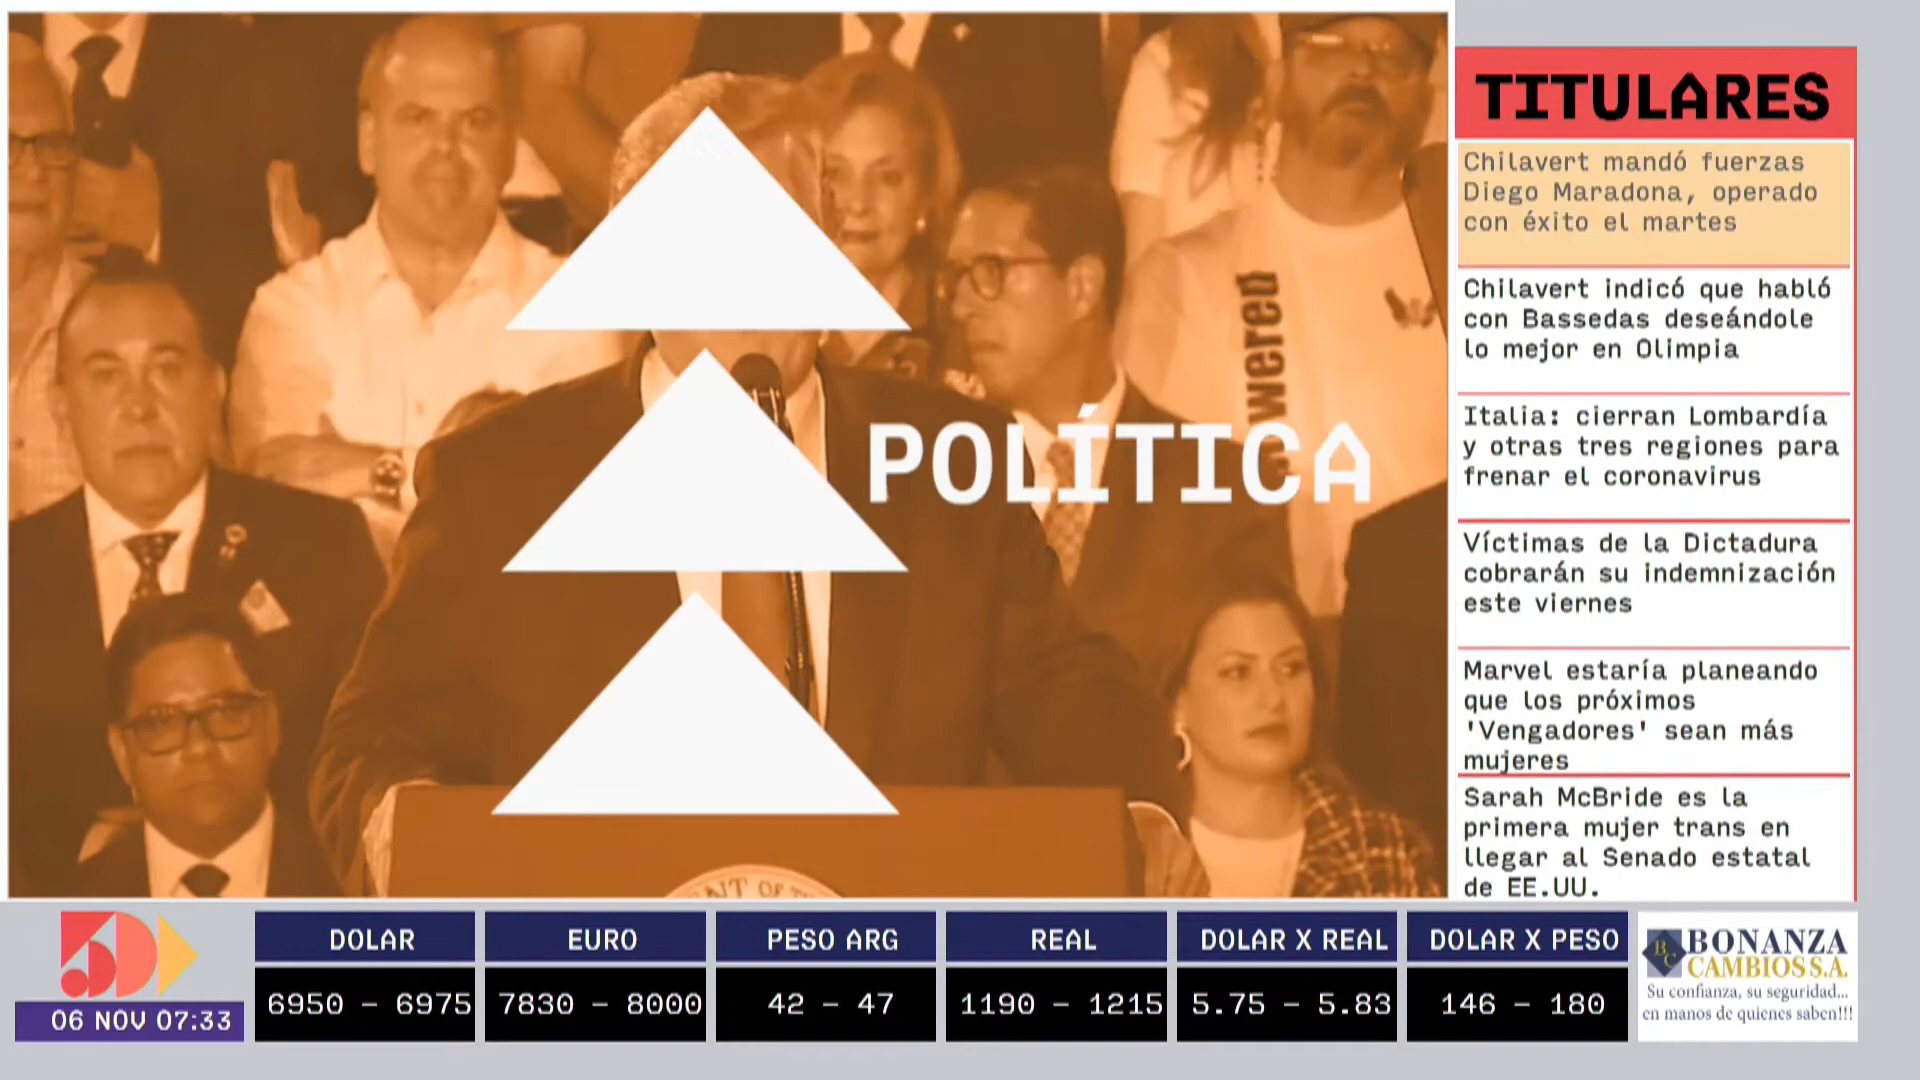 wered
POLÍTICA
TITULARES
Chilavert mandó fuerzas
Diego Maradona, operado
con éxito el martes
Chilavert indicó que habló
con Bassedas deseándole
lo mejor en Olimpia
Italia: cierran Lombardía
y otras tres regiones para
frenar el coronavirus
Víctimas de la Dictadura
cobrarán su indemnización
este viernes
Marvel estaría planeando
que los próximos
'Vengadores' sean más
mujeres
Sarah McBride es la
primera mujer trans en
llegar al Senado estatal
de EE.UU.
5D
06 NOV 07:33
DOLAR
6950 - 6975
EURO
7830 - 8000
PESO ARG
42 - 47
REAL
1190 - 1215
DOLAR X REAL
5.75 - 5.83
DOLAR X PESO
146 - 180
BC
BONANZA
CAMBIOS S.A.
Su confianza, su seguridad...
en manos de quienes saben!!!